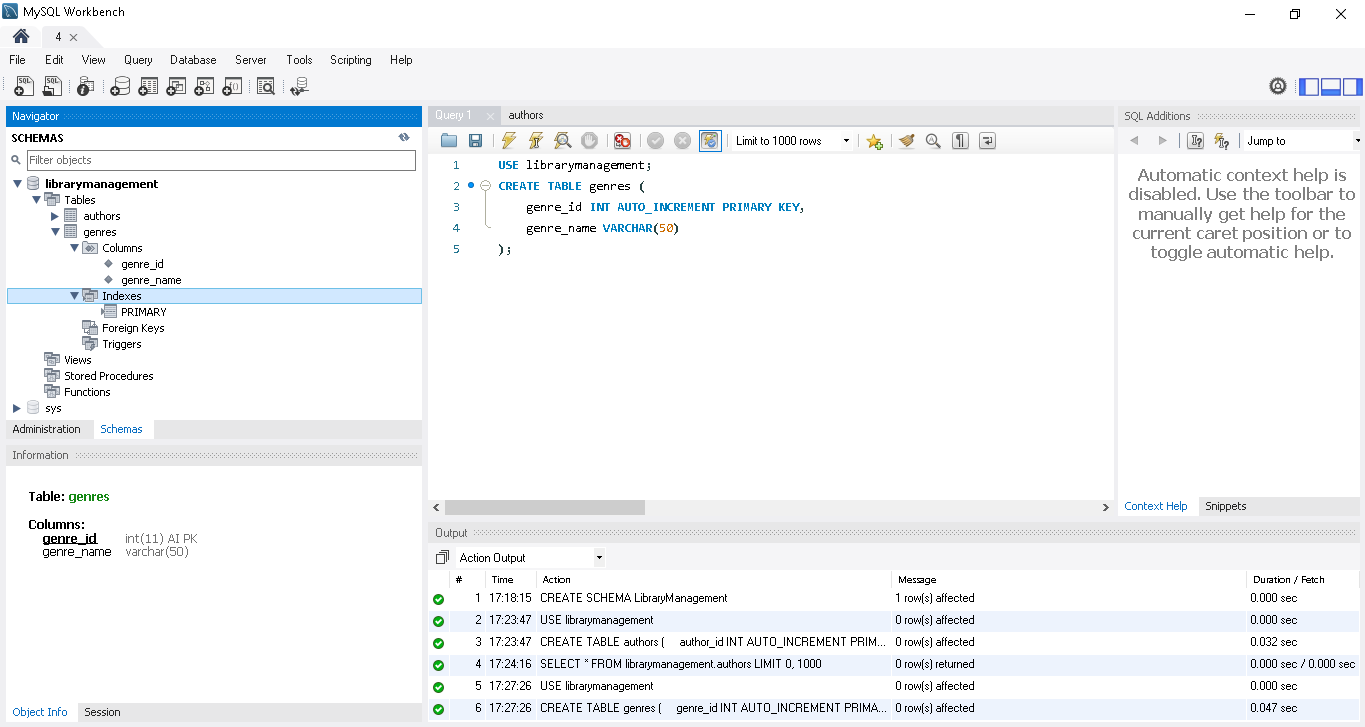 MySQL Workbench
4
File Edit View Query Database Server Tools Scripting Help
Navigator
SCHEMAS
Filter objects
librarymanagement
Tables
authors
genres
Columns
genre_id
genre_name
Indexes
PRIMARY
Foreign Keys
Triggers
Views
Stored Procedures
Functions
sys
Administration Schemas
Information
Table: genres
Columns:
genre_id int(11) AI PK
genre_name varchar(50)
Object Info Session
Query 1 authors
Limit to 1000 rows
1 USE librarymanagement;
2 CREATE TABLE genres (
3 genre_id INT AUTO_INCREMENT PRIMARY KEY,
4 genre_name VARCHAR(50)
5 );
SQL Additions
Jump to
Automatic context help is
disabled. Use the toolbar to
manually get help for the
current caret position or to
toggle automatic help.
Context Help Snippets
Output
Action Output
# Time Action Message Duration / Fetch
1 17:18:15 CREATE SCHEMA LibraryManagement 1 row(s) affected 0.000 sec
2 17:23:47 USE librarymanagement 0 row(s) affected 0.000 sec
3 17:23:47 CREATE TABLE authors ( author_id INT AUTO_INCREMENT PRIM... 0 row(s) affected 0.032 sec
4 17:24:16 SELECT * FROM librarymanagement.authors LIMIT 0, 1000 0 row(s) returned 0.000 sec / 0.000 sec
5 17:27:26 USE librarymanagement 0 row(s) affected 0.000 sec
6 17:27:26 CREATE TABLE genres ( genre_id INT AUTO_INCREMENT PRIMA... 0 row(s) affected 0.047 sec